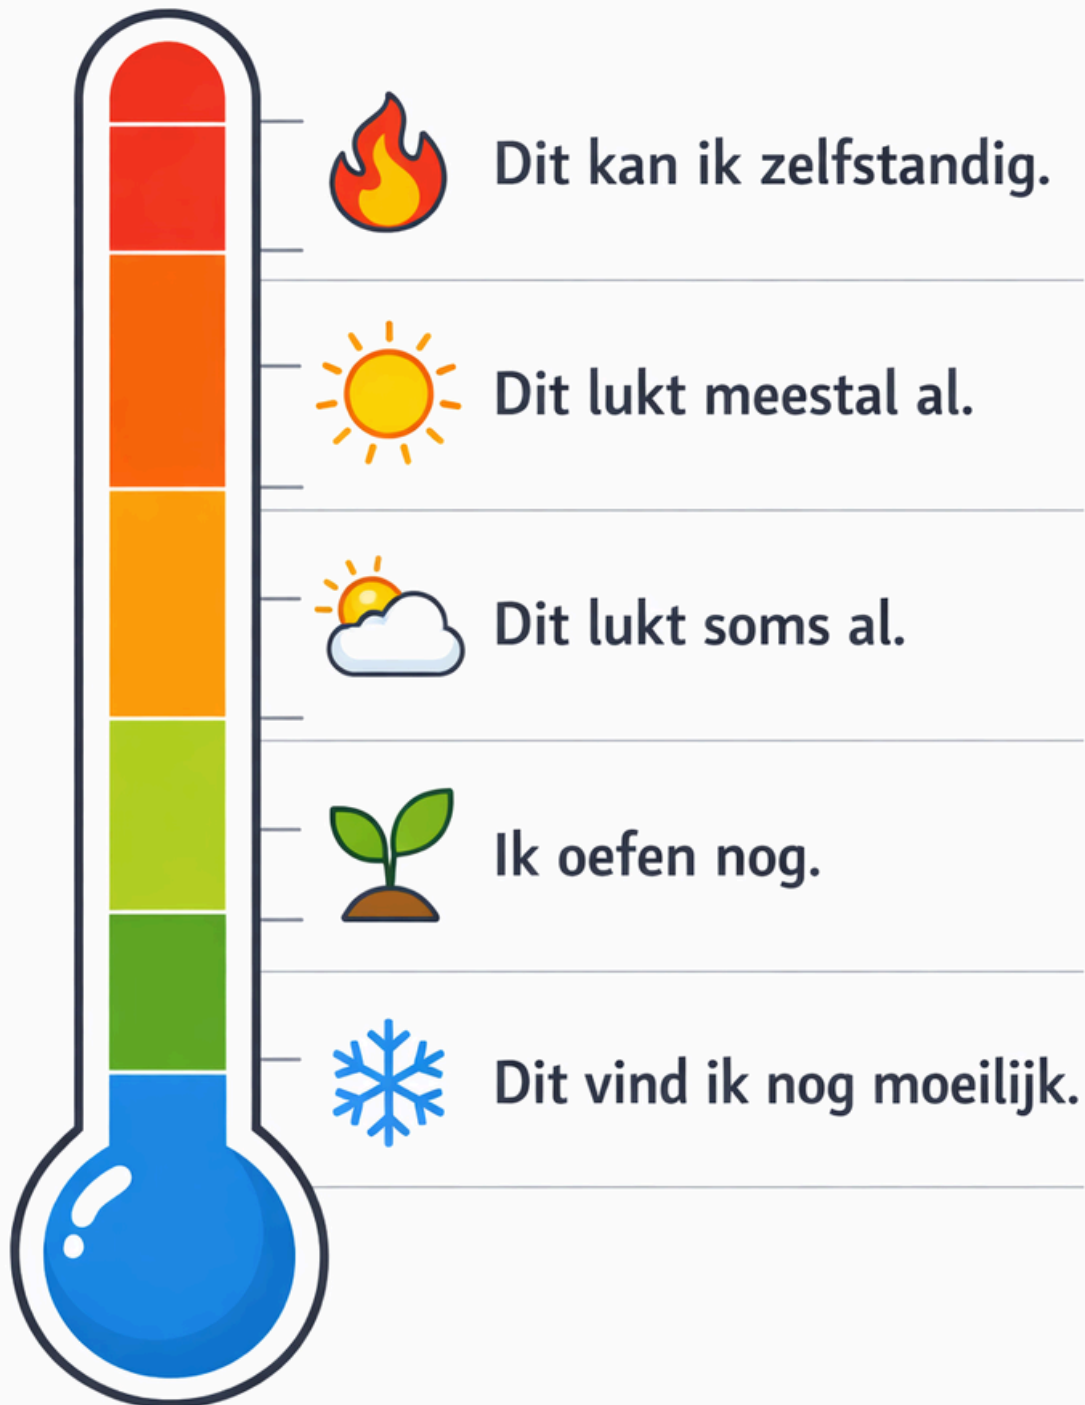 Dit kan ik zelfstandig.
Dit lukt meestal al.
Dit lukt soms al.
Ik oefen nog.
Dit vind ik nog moeilijk.